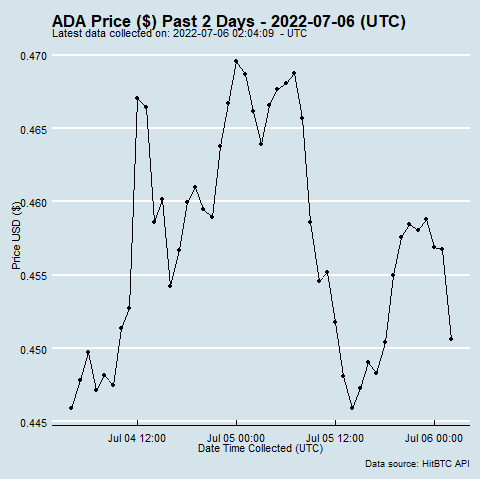 ADA Price ($) Past 2 Days - 2022-07-06 (UTC)
Latest data collected on: 2022-07-06 02:04:09 - UTC
0.470
0.465
0.460
0.455
0.450
0.445
Price USD ($)
Jul 04 12:00
Jul 05 00:00
Jul 05 12:00
Jul 06 00:00
Date Time Collected (UTC)
Data source: HitBTC API